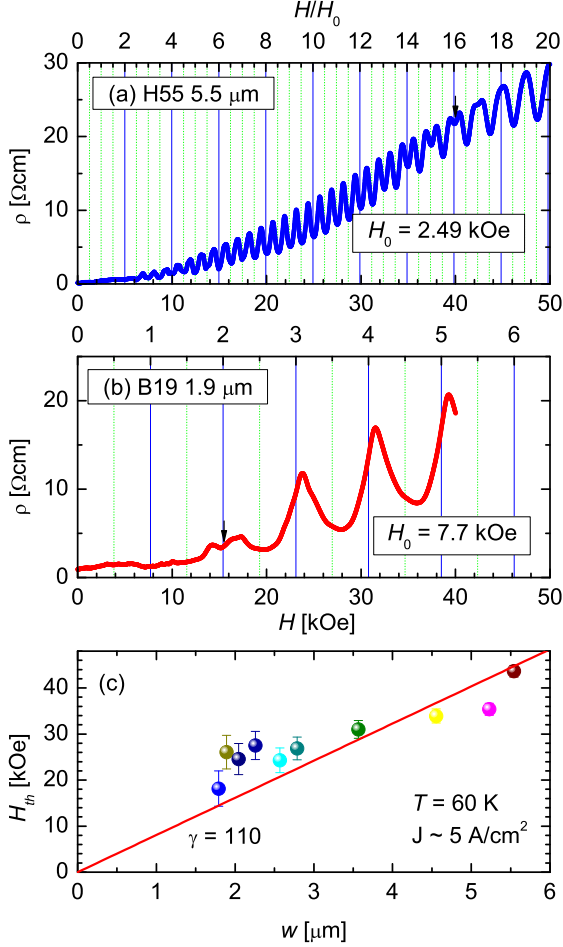 H/H0
0 2 4 6 8 10 12 14 16 18 20
(a) H55 5.5 μm
30
20
10
0
ρ [Ωcm]
H0 = 2.49 kOe
0 10 20 30 40 50
0 1 2 3 4 5 6
(b) B19 1.9 μm
20
10
0
ρ [Ωcm]
H0 = 7.7 kOe
0 10 20 30 40 50
H [kOe]
(c)
40
30
20
10
0
Hth [kOe]
T = 60 K
J ~ 5 A/cm²
γ = 110
0 1 2 3 4 5 6
w [μm]